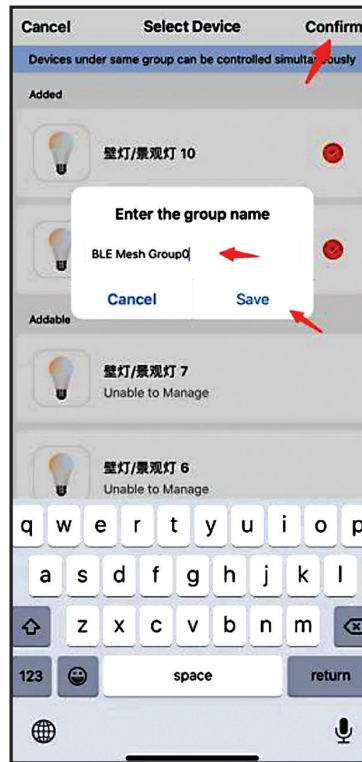 Cancel Select Device Confirm
Devices under same group can be controlled simultaneously
Added
壁灯/景观灯 10
Enter the group name
BLE Mesh Group0
Cancel Save
Addable
壁灯/景观灯 7
Unable to Manage
壁灯/景观灯 6
Unable to Manage
q w e r t y u i o p
a s d f g h j k l
z x c v b n m
123 space return